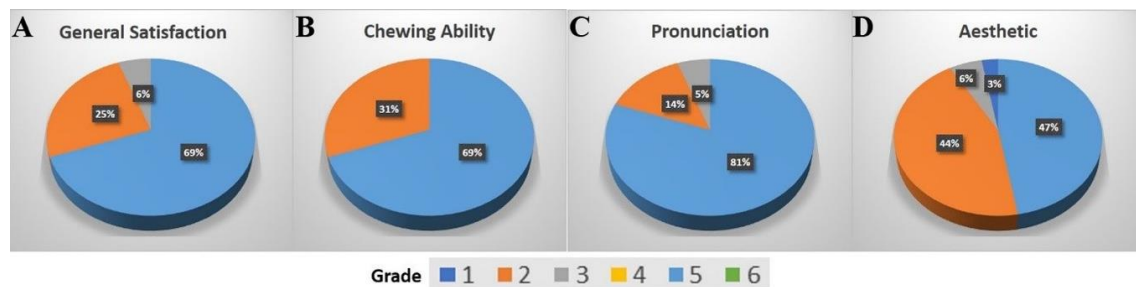 A General Satisfaction
6%
25%
69%
B Chewing Ability
31%
69%
C Pronunciation
5%
14%
81%
D Aesthetic
6% 3%
47%
44%
Grade 1 2 3 4 5 6